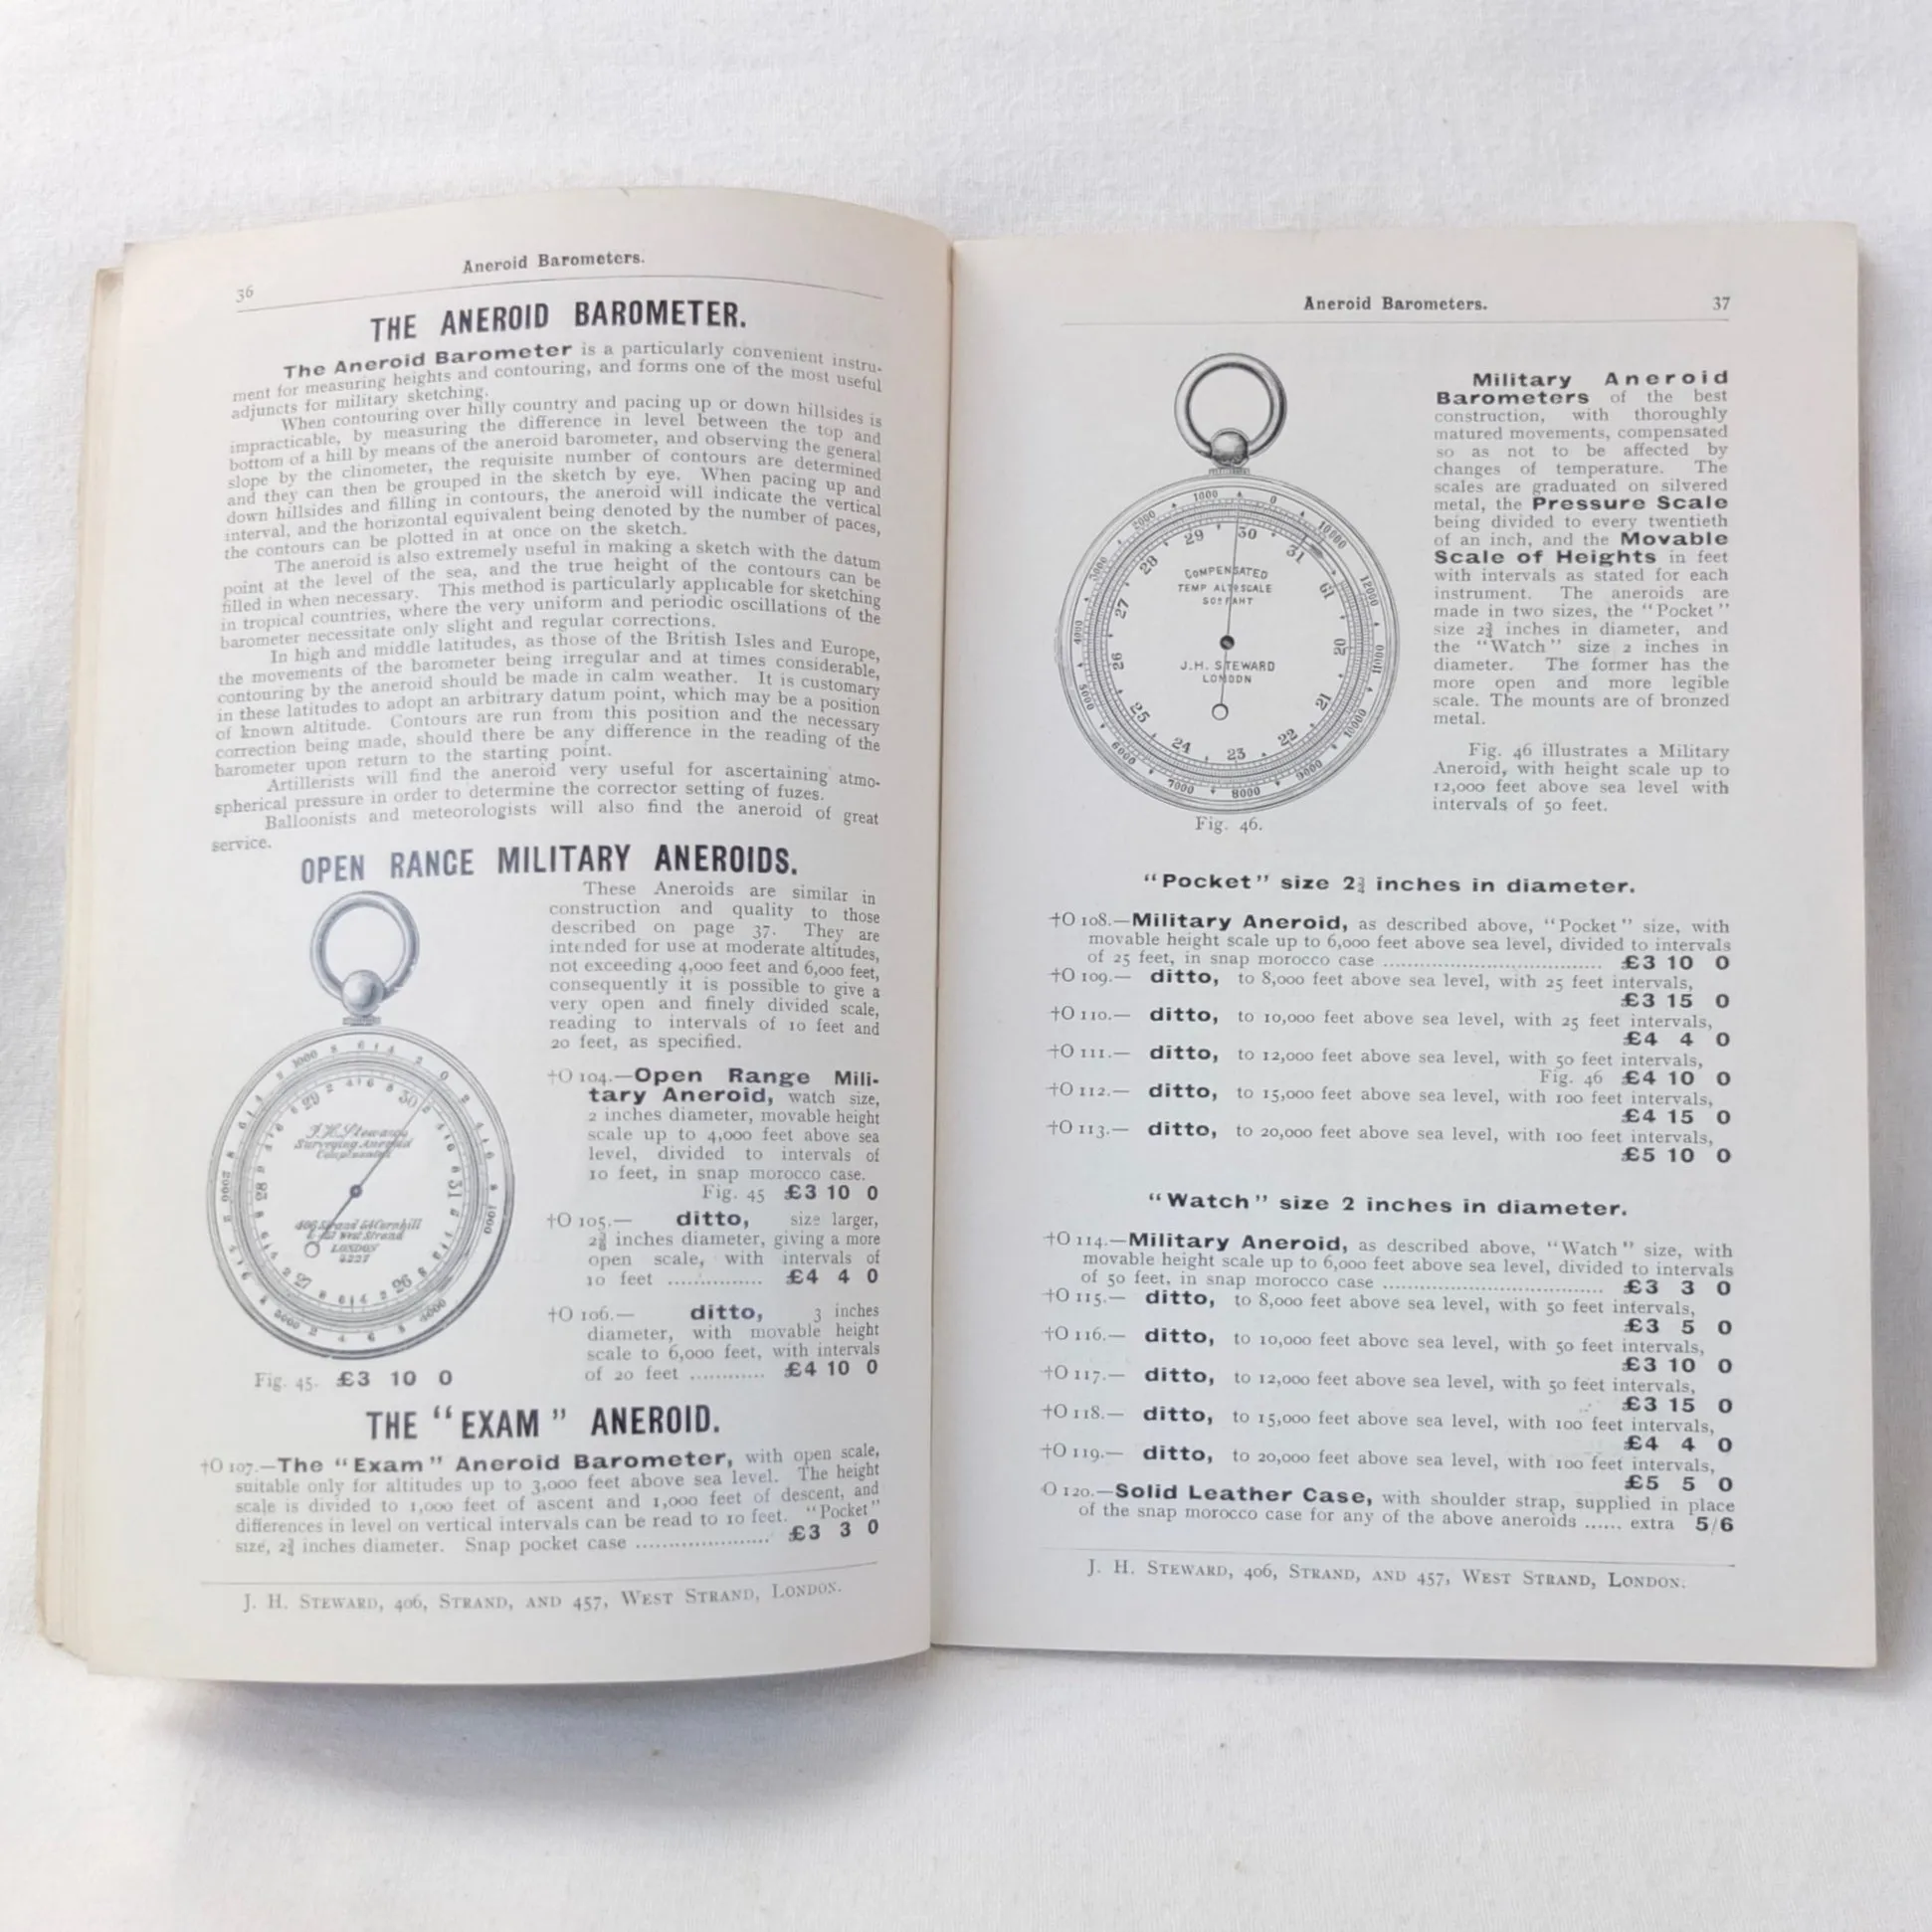 36
Aneroid Barometers.
THE ANEROID BAROMETER.
The Aneroid Barometer is a particularly convenient instru-
ment for measuring heights and contouring, and forms one of the most useful
adjuncts for military sketching.
When contouring over hilly country and pacing up or down hillsides is
impracticable, by measuring the difference in level between the top and
bottom of a hill by means of the aneroid barometer, and observing the general
slope by the clinometer, the requisite number of contours are determined
and they can then be grouped in the sketch by eye. When pacing up and
down hillsides and filling in contours, the aneroid will indicate the vertical
interval, and the horizontal equivalent being denoted by the number of paces,
the contours can be plotted in at once on the sketch.
The aneroid is also extremely useful in making a sketch with the datum
point at the level of the sea, and the true height of the contours can be
filled in when necessary. This method is particularly applicable for sketching
in tropical countries, where the very uniform and periodic oscillations of the
barometer necessitate only slight and regular corrections.
In high and middle latitudes, as those of the British Isles and Europe,
the movements of the barometer being irregular and at times considerable,
contouring by the aneroid should be made in calm weather. It is customary
in these latitudes to adopt an arbitrary datum point, which may be a position
of known altitude. Contours are run from this position and the necessary
correction being made, should there be any difference in the reading of the
barometer upon return to the starting point.
Artillerists will find the aneroid very useful for ascertaining atmo-
spherical pressure in order to determine the corrector setting of fuzes.
Balloonists and meteorologists will also find the aneroid of great
service.
OPEN RANGE MILITARY ANEROIDS.
J.H. Steward's
Surveying Aneroid
Compensated
406 Strand 54 Cornhill
457 West Strand
LONDON
6227
Fig. 45. £3 10 0
These Aneroids are similar in
construction and quality to those
described on page 37. They are
intended for use at moderate altitudes,
not exceeding 4,000 feet and 6,000 feet,
consequently it is possible to give a
very open and finely divided scale,
reading to intervals of 10 feet and
20 feet, as specified.
†O 104.—Open Range Mili-
tary Aneroid, watch size,
2 inches diameter, movable height
scale up to 4,000 feet above sea
level, divided to intervals of
10 feet, in snap morocco case.
Fig. 45 £3 10 0
†O 105.— ditto, size larger,
2¾ inches diameter, giving a more
open scale, with intervals of
10 feet ............... £4 4 0
†O 106.— ditto, 3 inches
diameter, with movable height
scale to 6,000 feet, with intervals
of 20 feet ............ £4 10 0
THE "EXAM" ANEROID.
†O 107.—The "Exam" Aneroid Barometer, with open scale,
suitable only for altitudes up to 3,000 feet above sea level. The height
scale is divided to 1,000 feet of ascent and 1,000 feet of descent, and
differences in level on vertical intervals can be read to 10 feet. "Pocket"
size, 2¾ inches diameter. Snap pocket case ..................... £3 3 0
J. H. STEWARD, 406, STRAND, AND 457, WEST STRAND, LONDON.
Aneroid Barometers. 37
COMPENSATED
TEMP ALT SCALE
50° FAHT
J.H. STEWARD
LONDON
Fig. 46.
Military Aneroid
Barometers of the best
construction, with thoroughly
matured movements, compensated
so as not to be affected by
changes of temperature. The
scales are graduated on silvered
metal, the Pressure Scale
being divided to every twentieth
of an inch, and the Movable
Scale of Heights in feet
with intervals as stated for each
instrument. The aneroids are
made in two sizes, the "Pocket"
size 2¾ inches in diameter, and
the "Watch" size 2 inches in
diameter. The former has the
more open and more legible
scale. The mounts are of bronzed
metal.
Fig. 46 illustrates a Military
Aneroid, with height scale up to
12,000 feet above sea level with
intervals of 50 feet.
"Pocket" size 2¾ inches in diameter.
†O 108.—Military Aneroid, as described above, "Pocket" size, with
movable height scale up to 6,000 feet above sea level, divided to intervals
of 25 feet, in snap morocco case .................................... £3 10 0
†O 109.— ditto, to 8,000 feet above sea level, with 25 feet intervals,
£3 15 0
†O 110.— ditto, to 10,000 feet above sea level, with 25 feet intervals,
£4 4 0
†O 111.— ditto, to 12,000 feet above sea level, with 50 feet intervals,
Fig. 46 £4 10 0
†O 112.— ditto, to 15,000 feet above sea level, with 100 feet intervals,
£4 15 0
†O 113.— ditto, to 20,000 feet above sea level, with 100 feet intervals,
£5 10 0
"Watch" size 2 inches in diameter.
†O 114.—Military Aneroid, as described above, "Watch" size, with
movable height scale up to 6,000 feet above sea level, divided to intervals
of 50 feet, in snap morocco case .................................... £3 3 0
†O 115.— ditto, to 8,000 feet above sea level, with 50 feet intervals,
£3 5 0
†O 116.— ditto, to 10,000 feet above sea level, with 50 feet intervals,
£3 10 0
†O 117.— ditto, to 12,000 feet above sea level, with 50 feet intervals,
£3 15 0
†O 118.— ditto, to 15,000 feet above sea level, with 100 feet intervals,
£4 4 0
†O 119.— ditto, to 20,000 feet above sea level, with 100 feet intervals,
£5 5 0
O 120.—Solid Leather Case, with shoulder strap, supplied in place
of the snap morocco case for any of the above aneroids ...... extra 5/6
J. H. STEWARD, 406, STRAND, AND 457, WEST STRAND, LONDON.